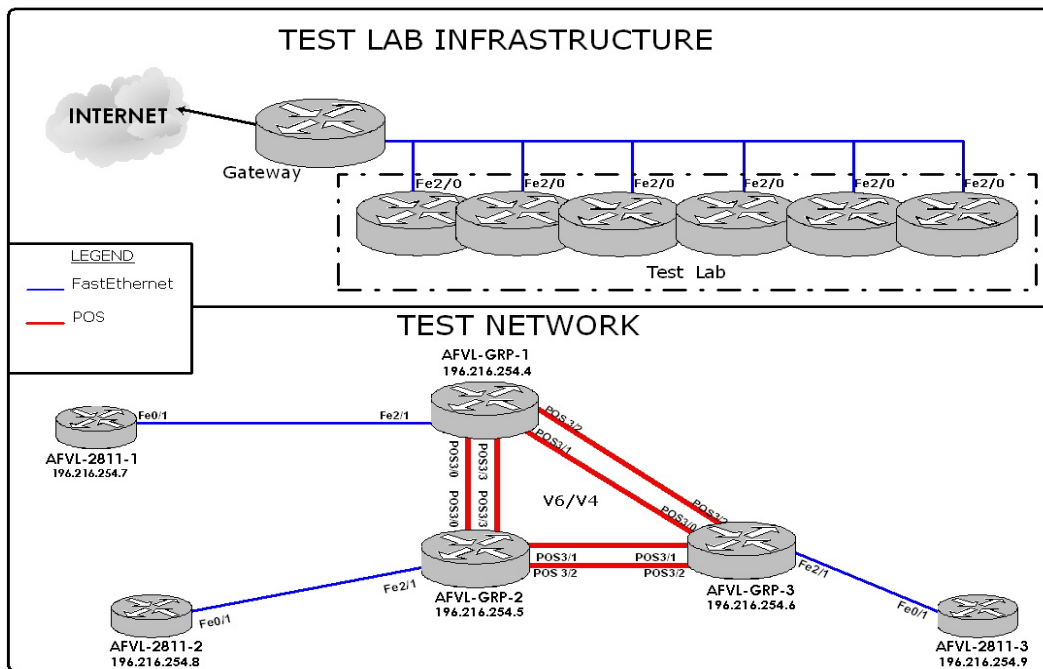 TEST LAB INFRASTRUCTURE
INTERNET
Gateway
Fe2/0
Fe2/0
Fe2/0
Fe2/0
Fe2/0
Fe2/0
Test Lab
LEGEND
FastEthernet
POS
TEST NETWORK
AFVL-GRP-1
196.216.254.4
Fe0/1
Fe2/1
AFVL-2811-1
196.216.254.7
POS 3/2
POS3/1
POS3/0
POS3/3
V6/V4
POS3/0
POS3/3
POS3/0
POS3/1
POS3/1
POS 3/2
POS3/2
Fe2/1
Fe2/1
AFVL-GRP-2
196.216.254.5
AFVL-GRP-3
196.216.254.6
Fe0/1
Fe0/1
AFVL-2811-2
196.216.254.8
AFVL-2811-3
196.216.254.9